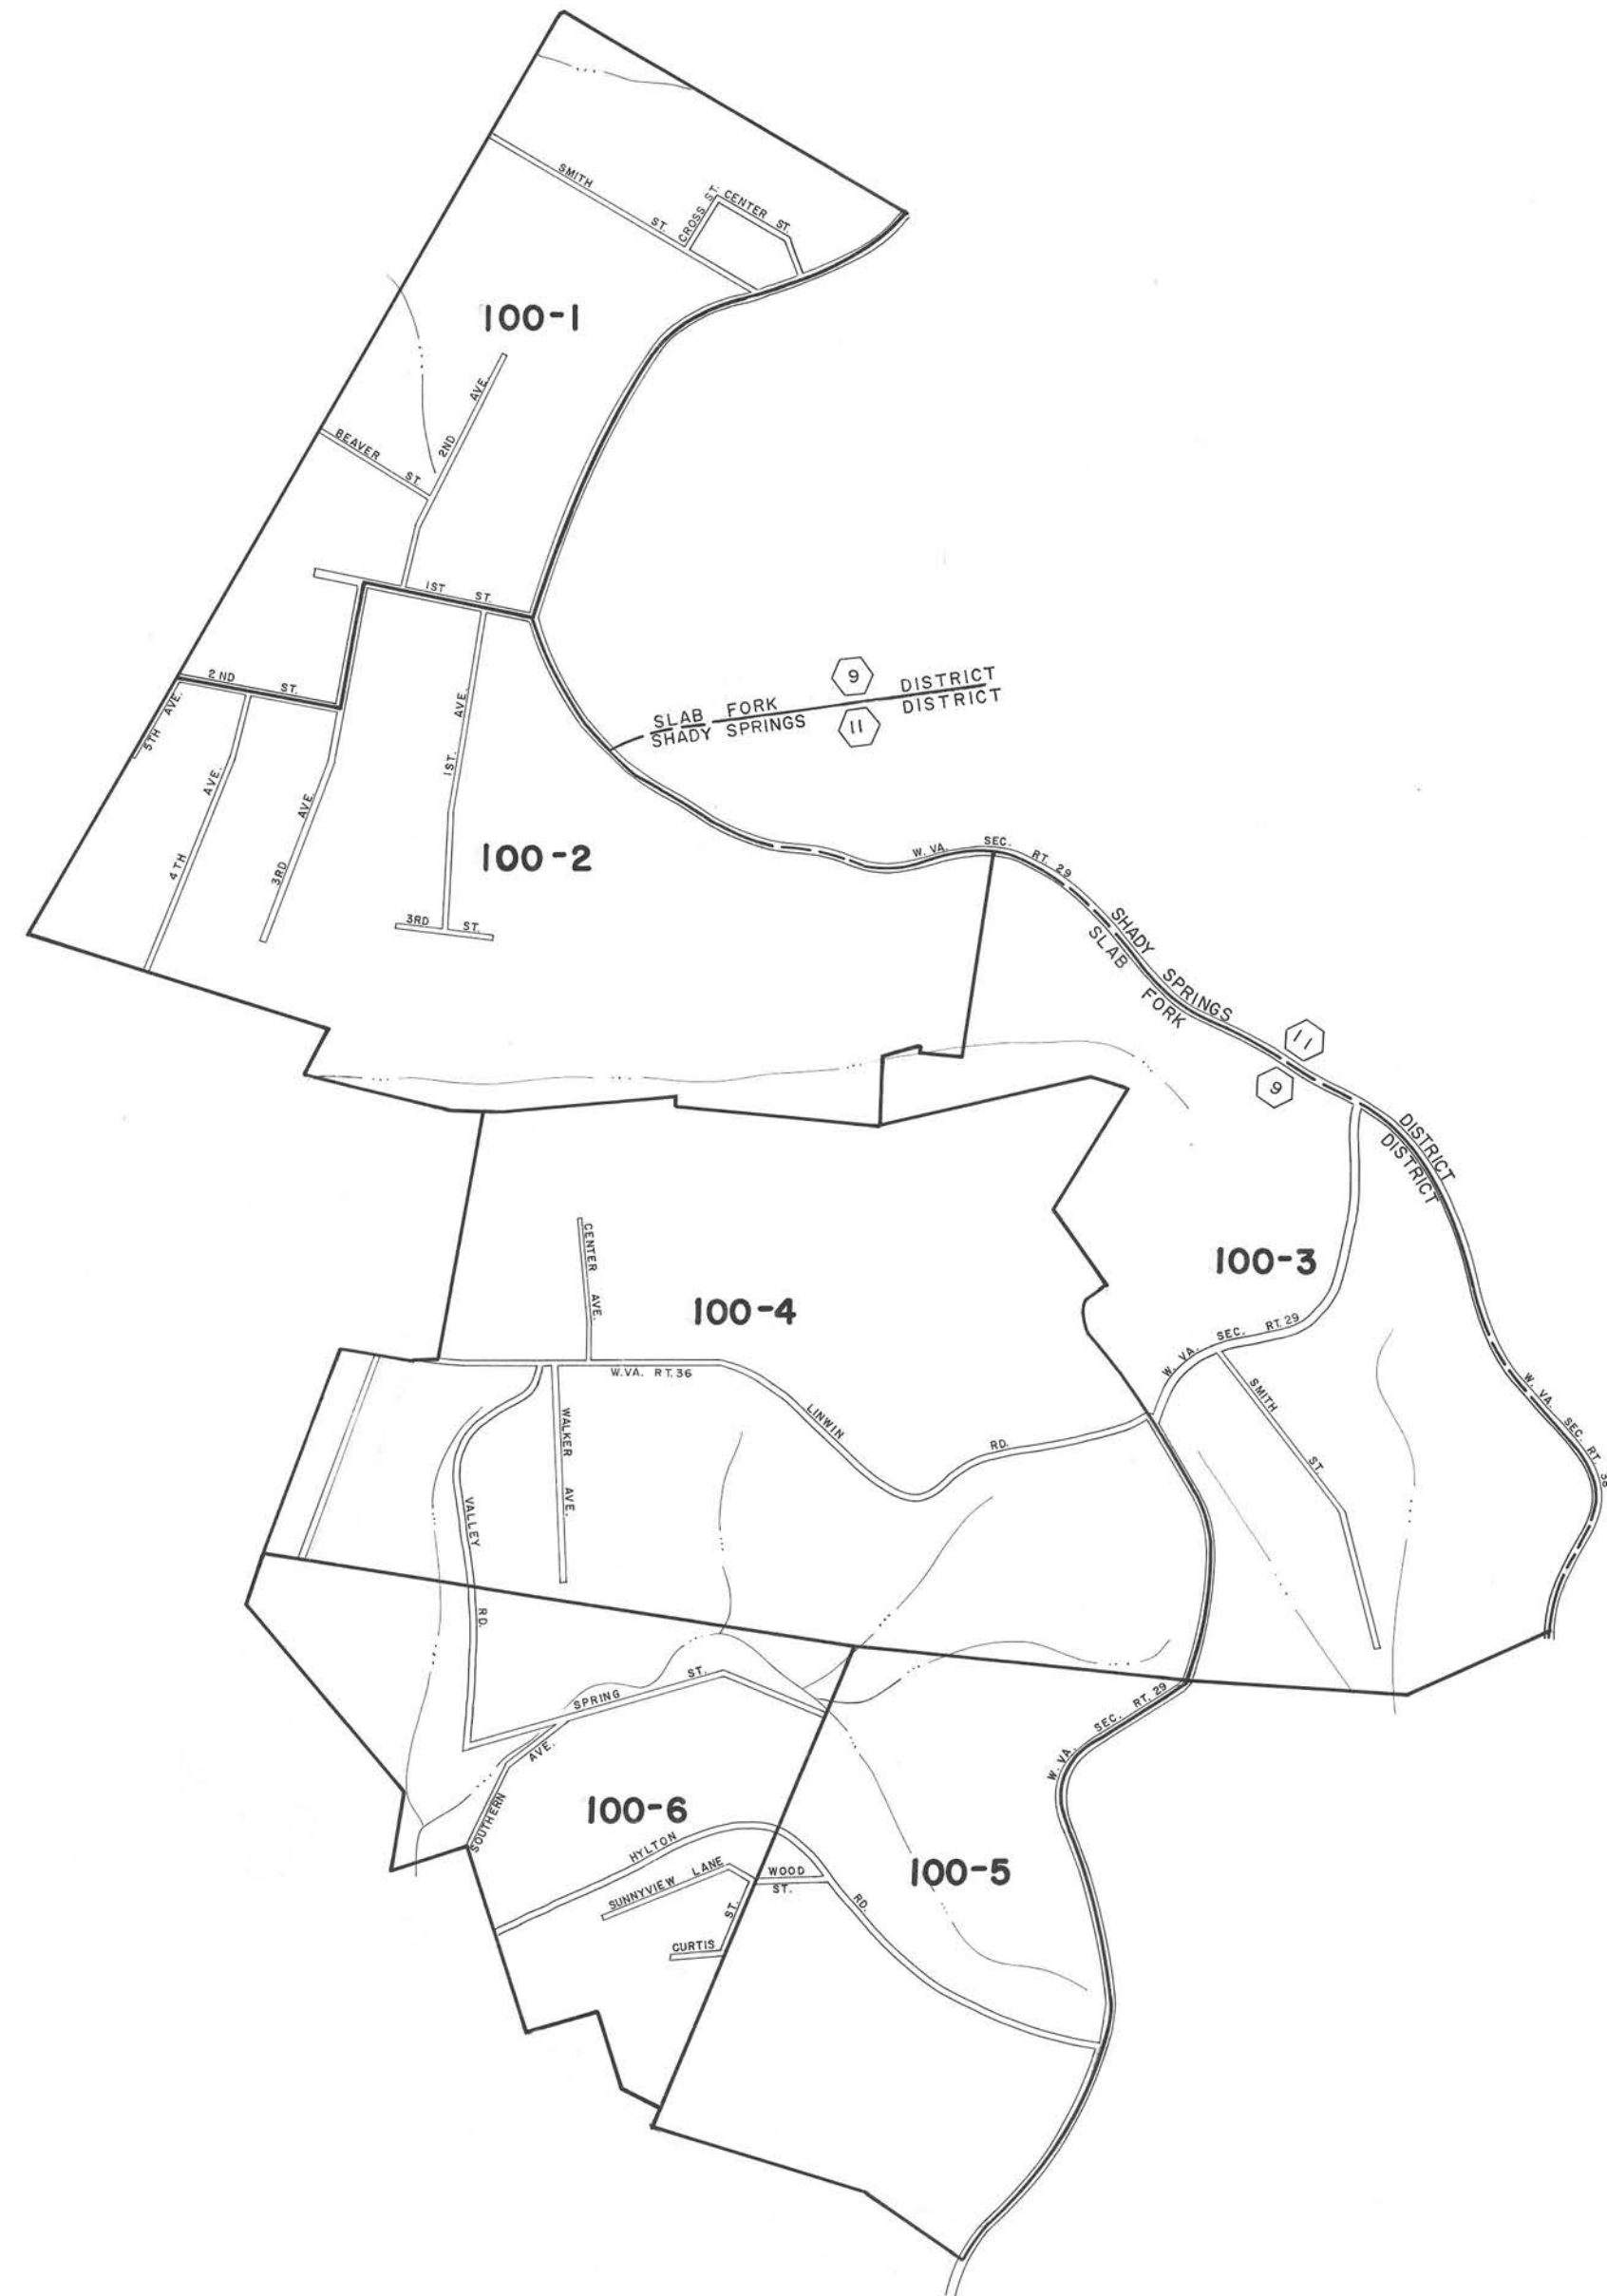 SMITH ST.
CROSS ST.
CENTER ST.
100-1
2ND AVE.
BEAVER ST
1ST ST.
2ND ST.
5TH AVE.
1ST. AVE.
4TH AVE.
3RD AVE.
3RD ST.
100-2
9
SLAB FORK DISTRICT
SHADY SPRINGS DISTRICT
11
W. VA. SEC. RT. 29
SHADY SPRINGS DISTRICT
SLAB FORK DISTRICT
11
9
100-3
W. VA. SEC. RT. 29
SMITH ST.
W. VA. SEC. RT. 38
CENTER AVE.
100-4
W.VA. RT. 36
LINWIN RD.
WALKER AVE.
VALLEY RD.
SPRING ST.
SOUTHERN AVE.
W. VA. SEC. RT. 29
100-6
HYLTON RD.
SUNNYVIEW LANE
WOOD ST.
CURTIS ST.
100-5